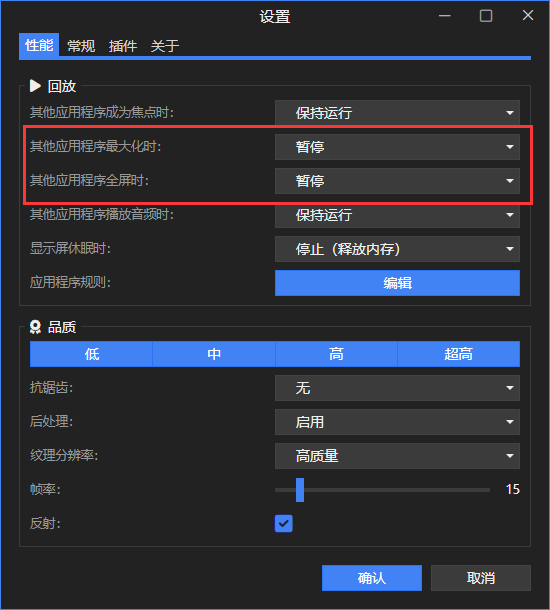 设置
性能 常规 插件 关于
回放
其他应用程序成为焦点时: 保持运行
其他应用程序最大化时: 暂停
其他应用程序全屏时: 暂停
其他应用程序播放音频时: 保持运行
显示屏休眠时: 停止（释放内存）
应用程序规则: 编辑
品质
低 中 高 超高
抗锯齿: 无
后处理: 启用
纹理分辨率: 高质量
帧率: 15
反射:
确认 取消